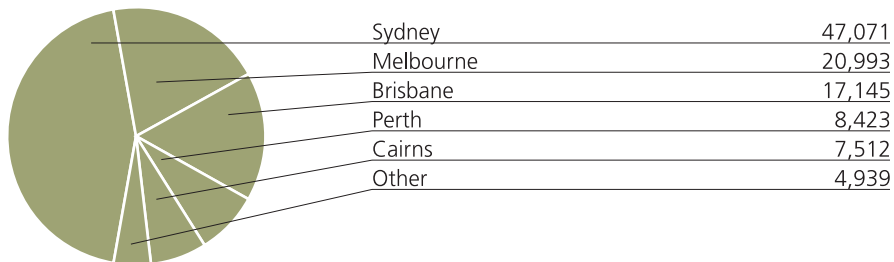 Sydney 47,071
Melbourne 20,993
Brisbane 17,145
Perth 8,423
Cairns 7,512
Other 4,939